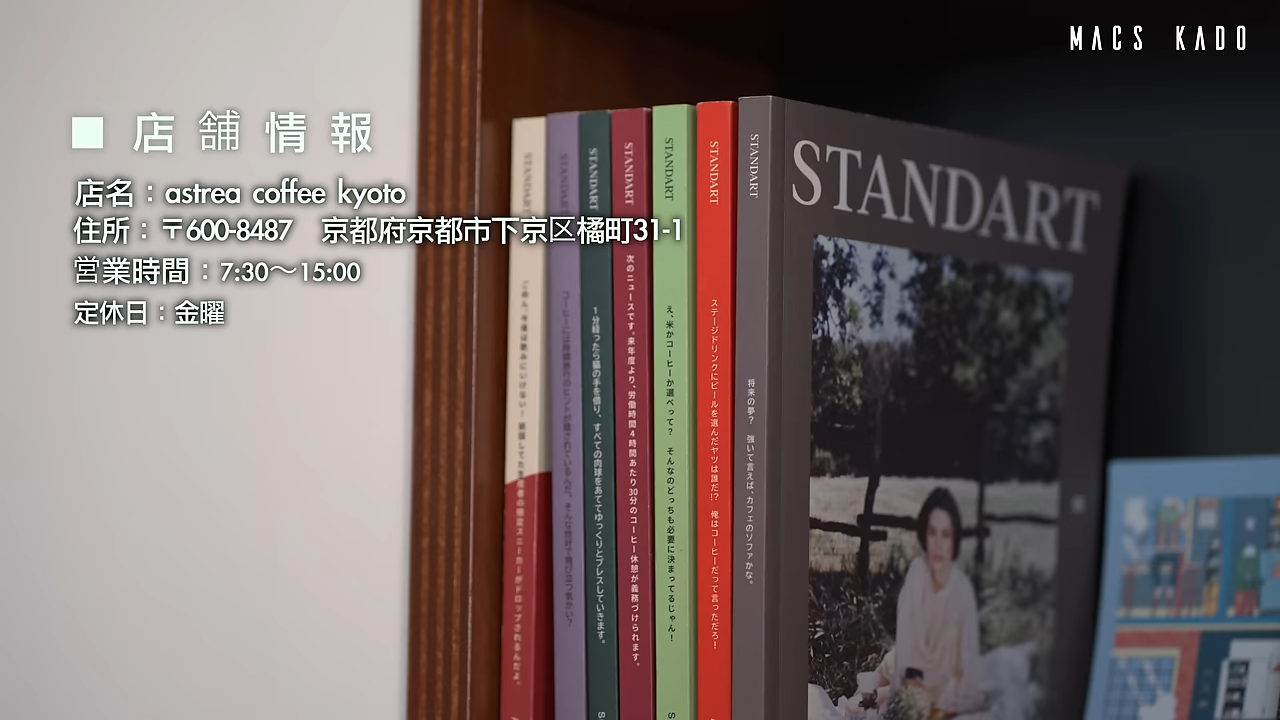 MACS KADO
■ 店舗情報
店名：astrea coffee kyoto
住所：〒600-8487　京都府京都市下京区橘町31-1
営業時間：7:30～15:00
定休日：金曜
STANDART
STANDART
STANDART
STANDART 1分経ったら猫の手を借り、すべての肉球をあててゆっくりとプレスしていきます。
STANDART 次のニュースです。来年度より、労働時間4時間あたり30分のコーヒー休憩が義務づけられます。
STANDART え、米かコーヒーか選べって？ そんなのどっちも必要に決まってるじゃん！
STANDART ステージドリンクにビールを選んだヤツは誰だ!? 俺はコーヒーだって言っただろ！
STANDART 将来の夢？ 強いて言えば、カフェのソファかな。